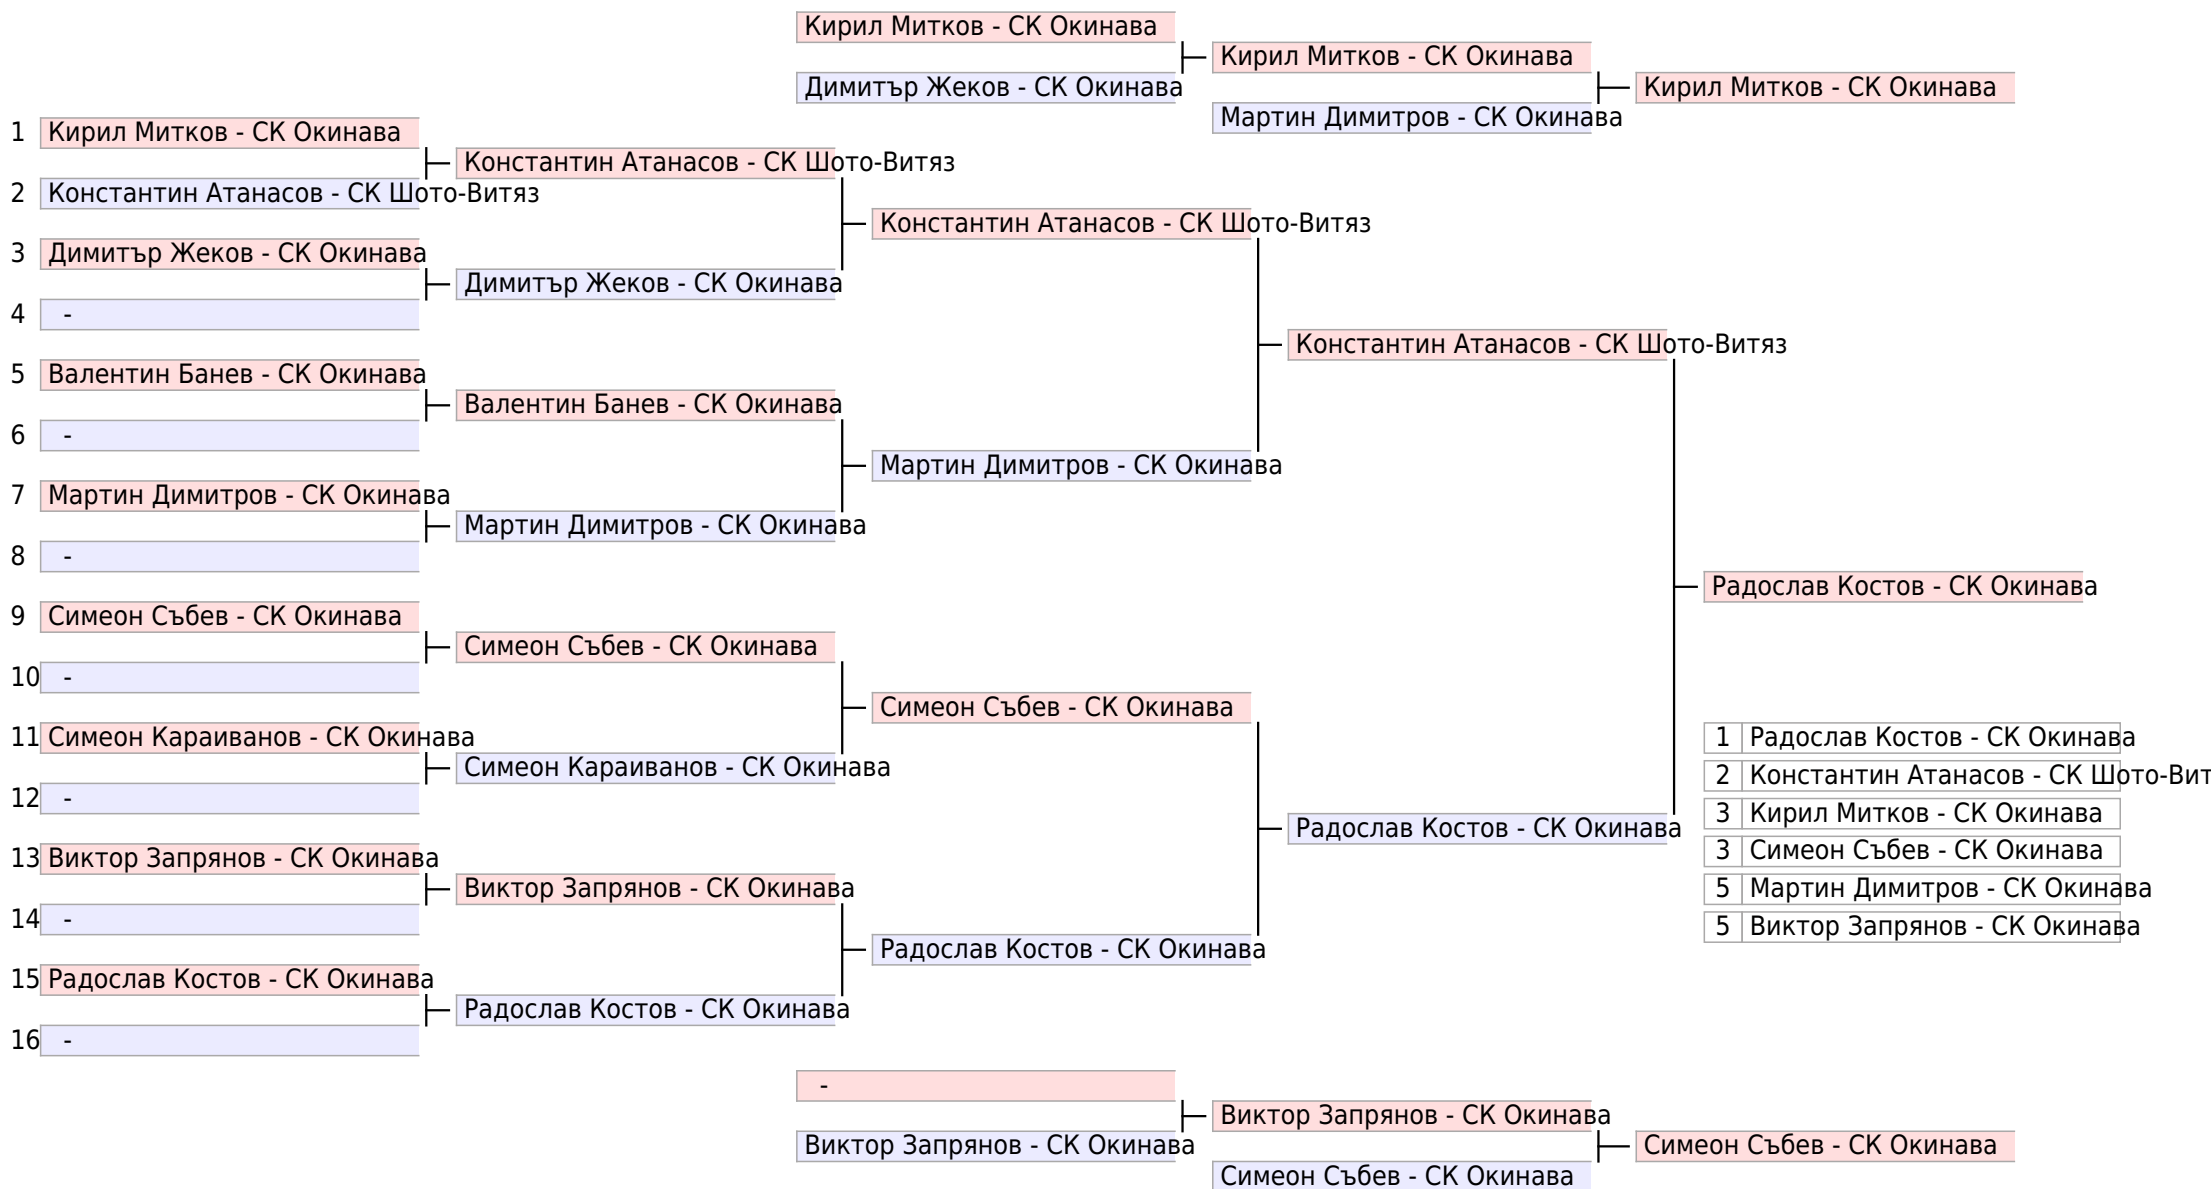 Кирил Митков - СК Окинава
Кирил Митков - СК Окинава
Димитър Жеков - СК Окинава
Кирил Митков - СК Окинава
Мартин Димитров - СК Окинава
1 Кирил Митков - СК Окинава
Константин Атанасов - СК Шото-Витяз
2 Константин Атанасов - СК Шото-Витяз
Константин Атанасов - СК Шото-Витяз
3 Димитър Жеков - СК Окинава
Димитър Жеков - СК Окинава
4 -
Константин Атанасов - СК Шото-Витяз
5 Валентин Банев - СК Окинава
Валентин Банев - СК Окинава
6 -
Мартин Димитров - СК Окинава
7 Мартин Димитров - СК Окинава
Мартин Димитров - СК Окинава
8 -
Радослав Костов - СК Окинава
9 Симеон Събев - СК Окинава
Симеон Събев - СК Окинава
10 -
Симеон Събев - СК Окинава
11 Симеон Караиванов - СК Окинава
1 Радослав Костов - СК Окинава
Симеон Караиванов - СК Окинава
2 Константин Атанасов - СК Шото-Вит
12 -
3 Кирил Митков - СК Окинава
Радослав Костов - СК Окинава
3 Симеон Събев - СК Окинава
13 Виктор Запрянов - СК Окинава
Виктор Запрянов - СК Окинава
5 Мартин Димитров - СК Окинава
14 -
5 Виктор Запрянов - СК Окинава
Радослав Костов - СК Окинава
15 Радослав Костов - СК Окинава
Радослав Костов - СК Окинава
16 -
-
Виктор Запрянов - СК Окинава
Виктор Запрянов - СК Окинава
Симеон Събев - СК Окинава
Симеон Събев - СК Окинава